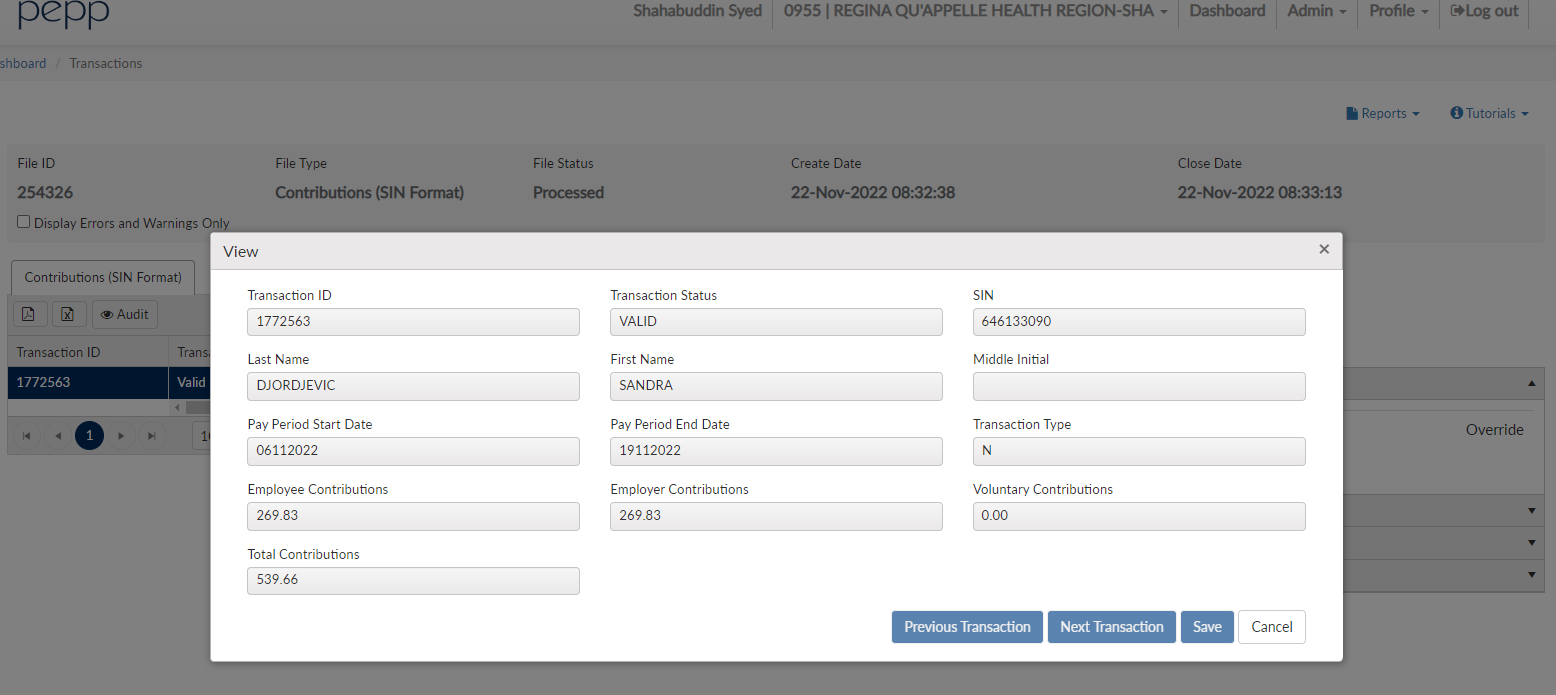 pepp
Shahabuddin Syed 0955 | REGINA QU'APPELLE HEALTH REGION-SHA Dashboard Admin Profile Log out
shboard / Transactions
Reports Tutorials
File ID File Type File Status Create Date Close Date
254326 Contributions (SIN Format) Processed 22-Nov-2022 08:32:38 22-Nov-2022 08:33:13
Display Errors and Warnings Only
View ×
Contributions (SIN Format)
Audit
Transaction ID Transa
1772563 Valid
1 10
Override
Transaction ID Transaction Status SIN
1772563 VALID 646133090
Last Name First Name Middle Initial
DJORDJEVIC SANDRA
Pay Period Start Date Pay Period End Date Transaction Type
06112022 19112022 N
Employee Contributions Employer Contributions Voluntary Contributions
269.83 269.83 0.00
Total Contributions
539.66
Previous Transaction Next Transaction Save Cancel